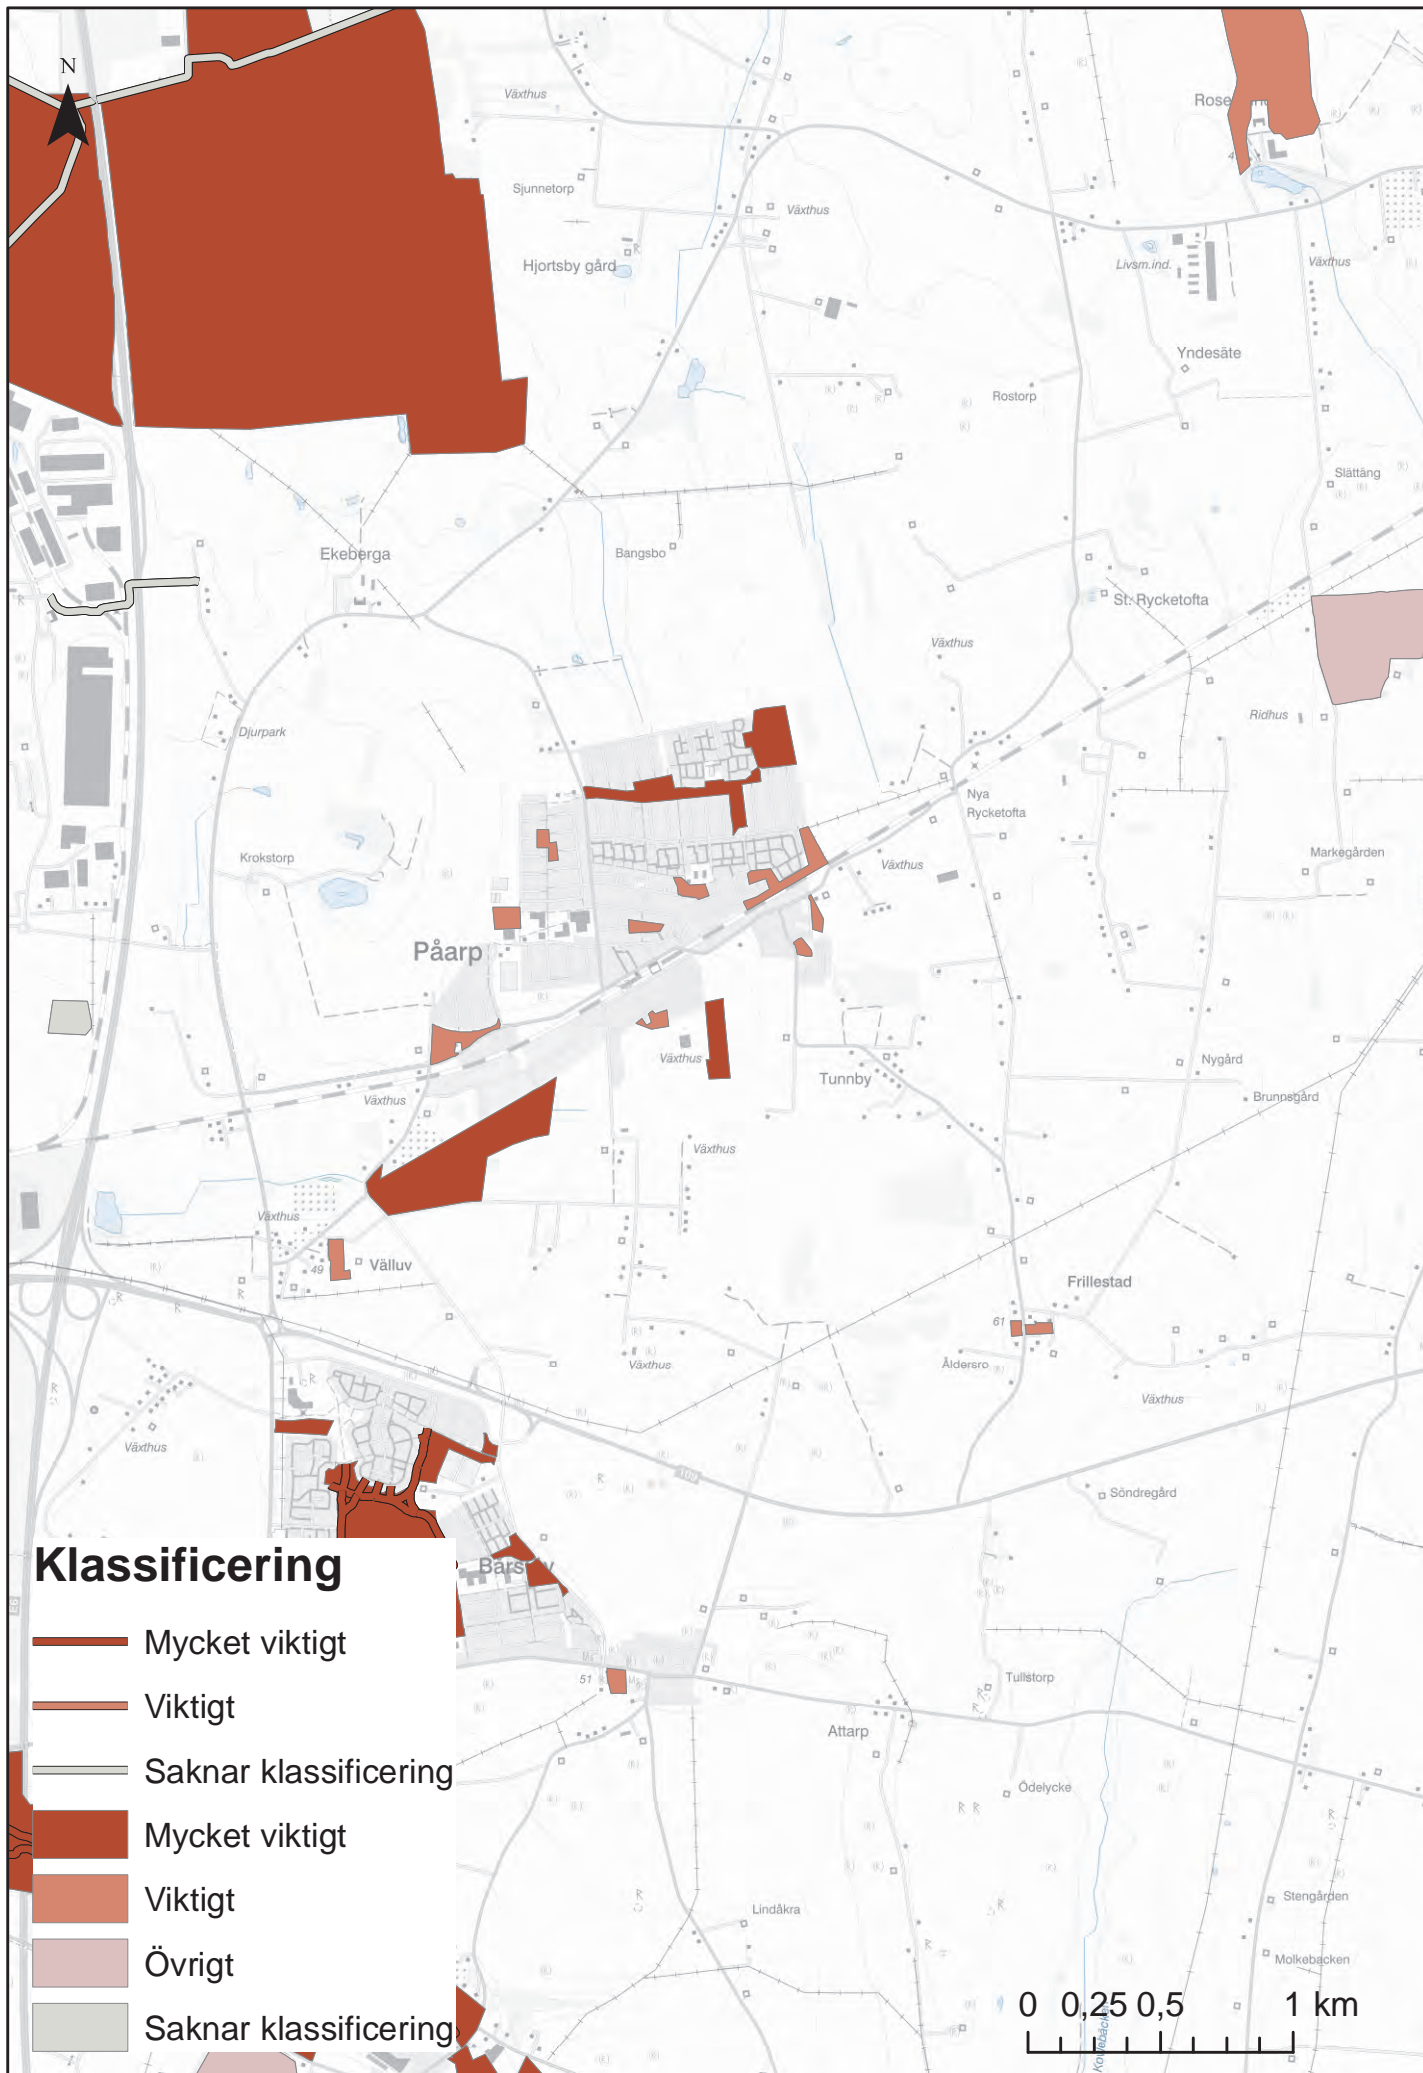 N
Växthus
Rose
Sjunnetorp
Växthus
Hjortsby gård
Livsm.ind.
Växthus
Yndesäte
Rostorp
Slättäng
Ekeberga
Bangsbo
St. Rycketofta
Växthus
Djurpark
Ridhus
Nya
Rycketofta
Krokstorp
Växthus
Markegården
Påarp
Växthus
Tunnby
Nygård
Växthus
Brunnsgård
Växthus
Växthus
49
Välluv
Frillestad
61
Växthus
Åldersro
Växthus
Växthus
109
Söndregård
Klassificering
Mycket viktigt
Viktigt
Saknar klassificering
Mycket viktigt
Viktigt
Övrigt
Saknar klassificering
E6
51
Tullstorp
Attarp
Ödelycke
Lindåkra
Stengården
Molkebacken
0 0,25 0,5 1 km